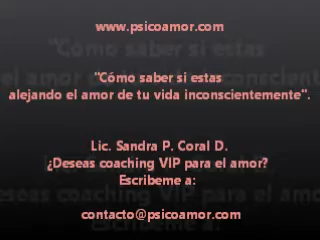 www.psicoamor.com
"Cómo saber si estas
alejando el amor de tu vida inconscientemente".
Lic. Sandra P. Coral D.
¿Deseas coaching VIP para el amor?
Escribeme a:
contacto@psicoamor.com